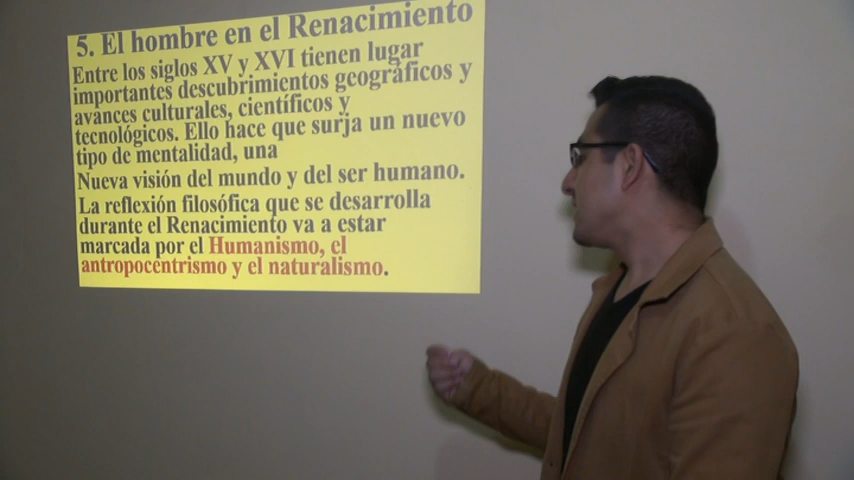 5. El hombre en el Renacimiento
Entre los siglos XV y XVI tienen lugar
importantes descubrimientos geográficos y
avances culturales, científicos y
tecnológicos. Ello hace que surja un nuevo
tipo de mentalidad, una
Nueva visión del mundo y del ser humano.
La reflexión filosófica que se desarrolla
durante el Renacimiento va a estar
marcada por el Humanismo, el
antropocentrismo y el naturalismo.